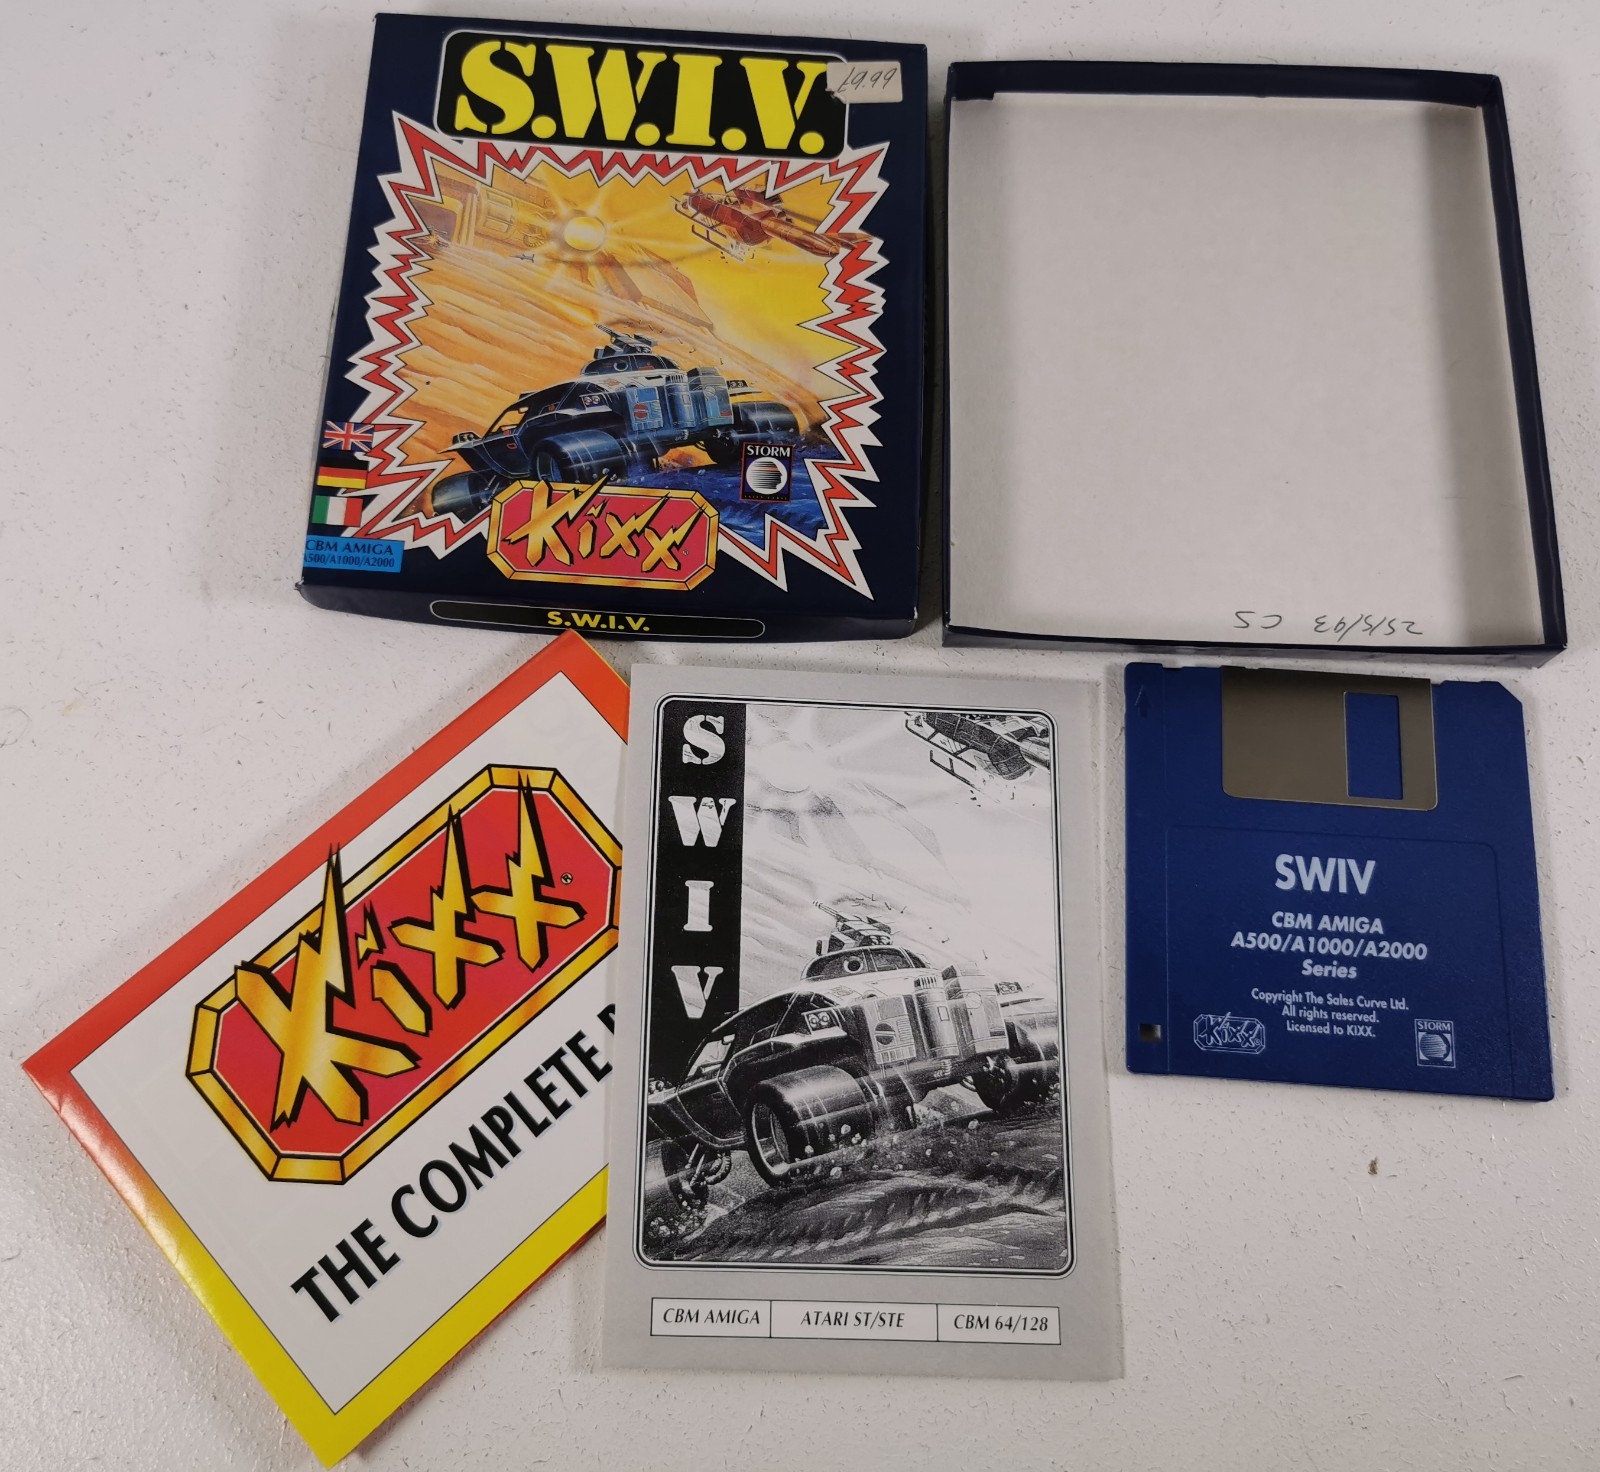 S.W.I.V.
£9.99
STORM
Kixx
CBM AMIGA
A500/A1000/A2000
S.W.I.V.
25/5/93 CS
Kixx®
THE COMPLETE
S
W
I
V
CBM AMIGA
ATARI ST/STE
CBM 64/128
SWIV
CBM AMIGA
A500/A1000/A2000
Series
Copyright The Sales Curve Ltd.
All rights reserved.
Licensed to KIXX.
Kixx®
STORM